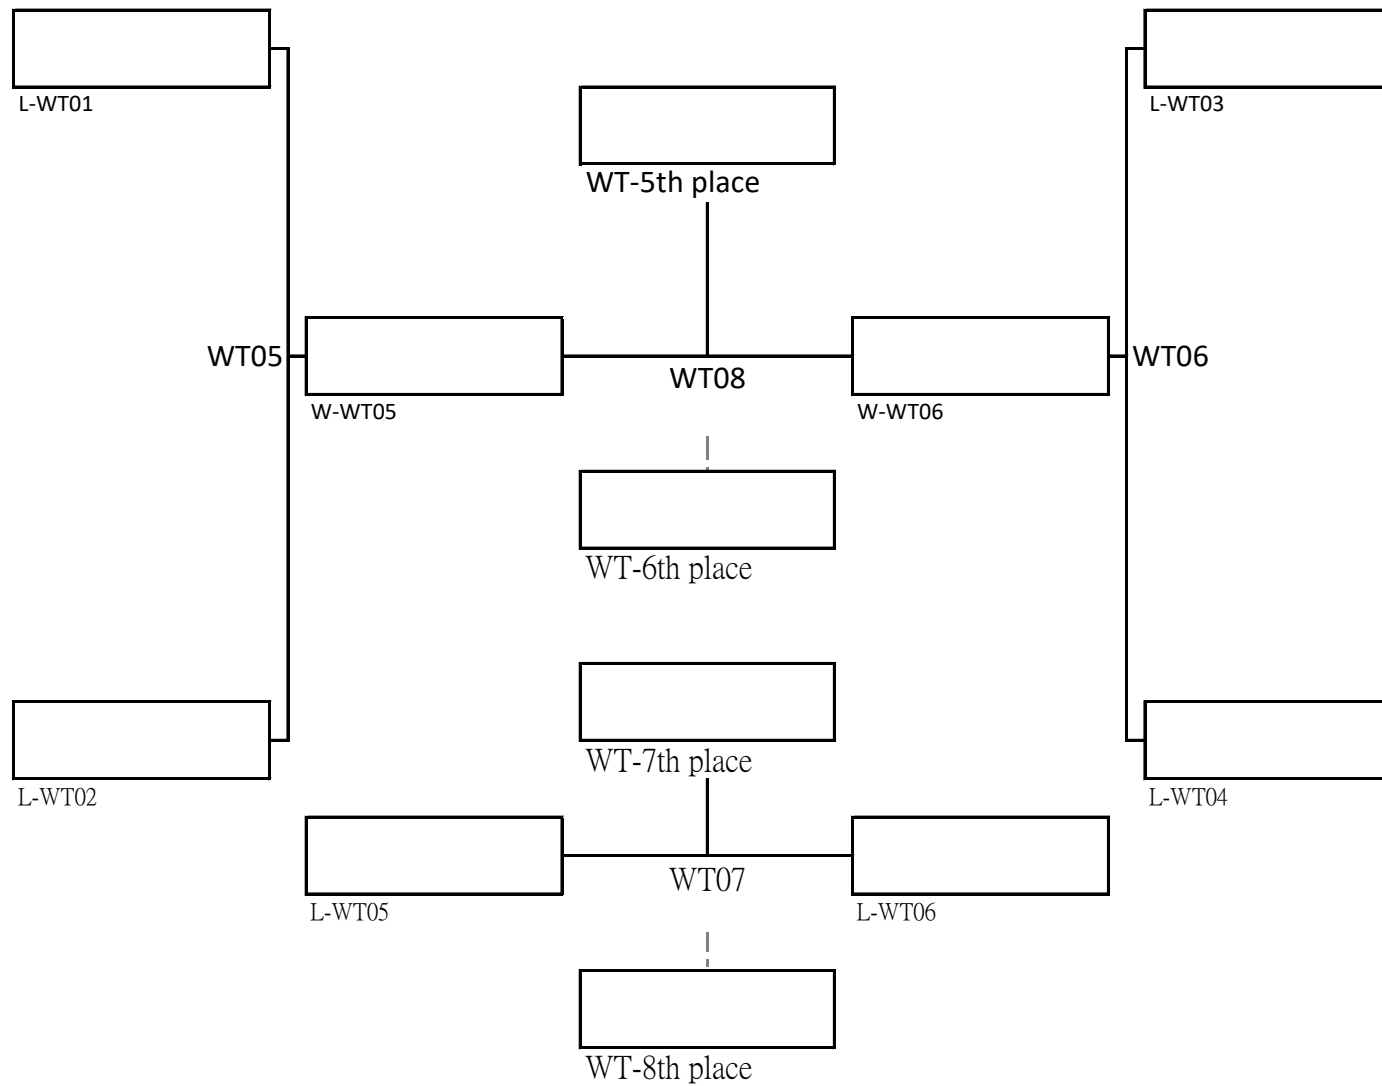 L-WT01
L-WT03
WT-5th place
WT05
WT08
WT06
W-WT05
W-WT06
WT-6th place
WT-7th place
L-WT02
L-WT04
WT07
L-WT05
L-WT06
WT-8th place